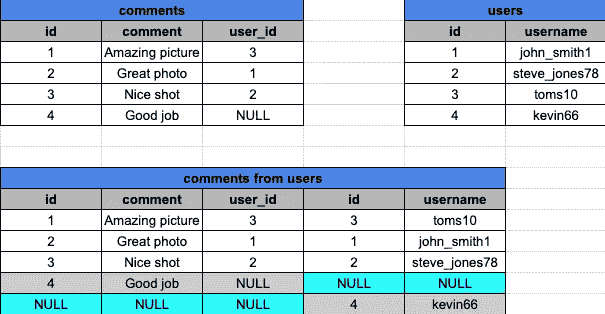 comments users
id comment user_id id username
1 Amazing picture 3 1 john_smith1
2 Great photo 1 2 steve_jones78
3 Nice shot 2 3 toms10
4 Good job NULL 4 kevin66
comments from users
id comment user_id id username
1 Amazing picture 3 3 toms10
2 Great photo 1 1 john_smith1
3 Nice shot 2 2 steve_jones78
4 Good job NULL NULL NULL
NULL NULL NULL 4 kevin66